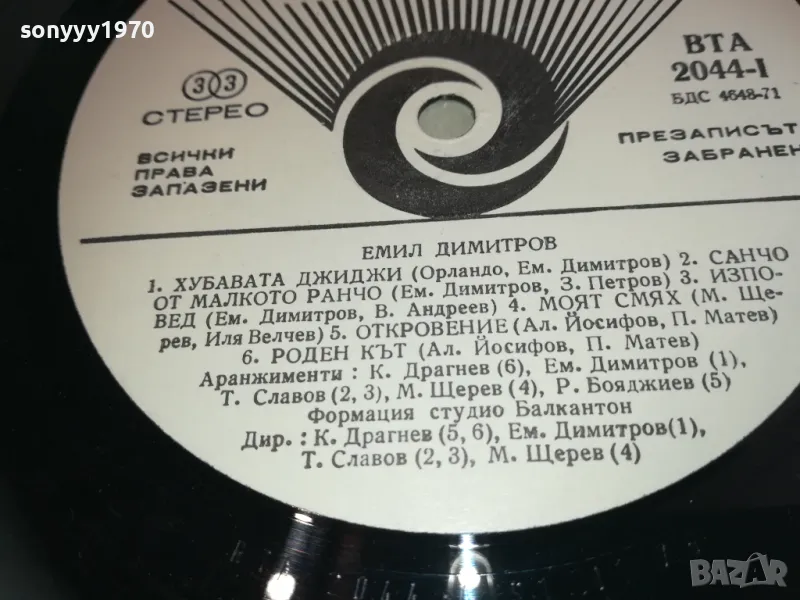 sonyyy1970
33
СТЕРЕО
ВСИЧКИ
ПРАВА
ЗАПАЗЕНИ
ВТА
2044-I
БДС 4648-71
ПРЕЗАПИСЪТ
ЗАБРАНЕН
ЕМИЛ ДИМИТРОВ
1. ХУБАВАТА ДЖИДЖИ (Орландо, Ем. Димитров) 2. САНЧО
ОТ МАЛКОТО РАНЧО (Ем. Димитров, З. Петров) 3. ИЗПО-
ВЕД (Ем. Димитров, В. Андреев) 4. МОЯТ СМЯХ (М. Ще-
рев, Иля Велчев) 5. ОТКРОВЕНИЕ (Ал. Йосифов, П. Матев)
6. РОДЕН КЪТ (Ал. Йосифов, П. Матев)
Аранжименти : К. Драгнев (6), Ем. Димитров (1),
Т. Славов (2, 3), М. Щерев (4), Р. Бояджиев (5)
Формация студио Балкантон
Дир. : К. Драгнев (5, 6), Ем. Димитров(1),
Т. Славов (2, 3), М. Щерев (4)
BAZAR